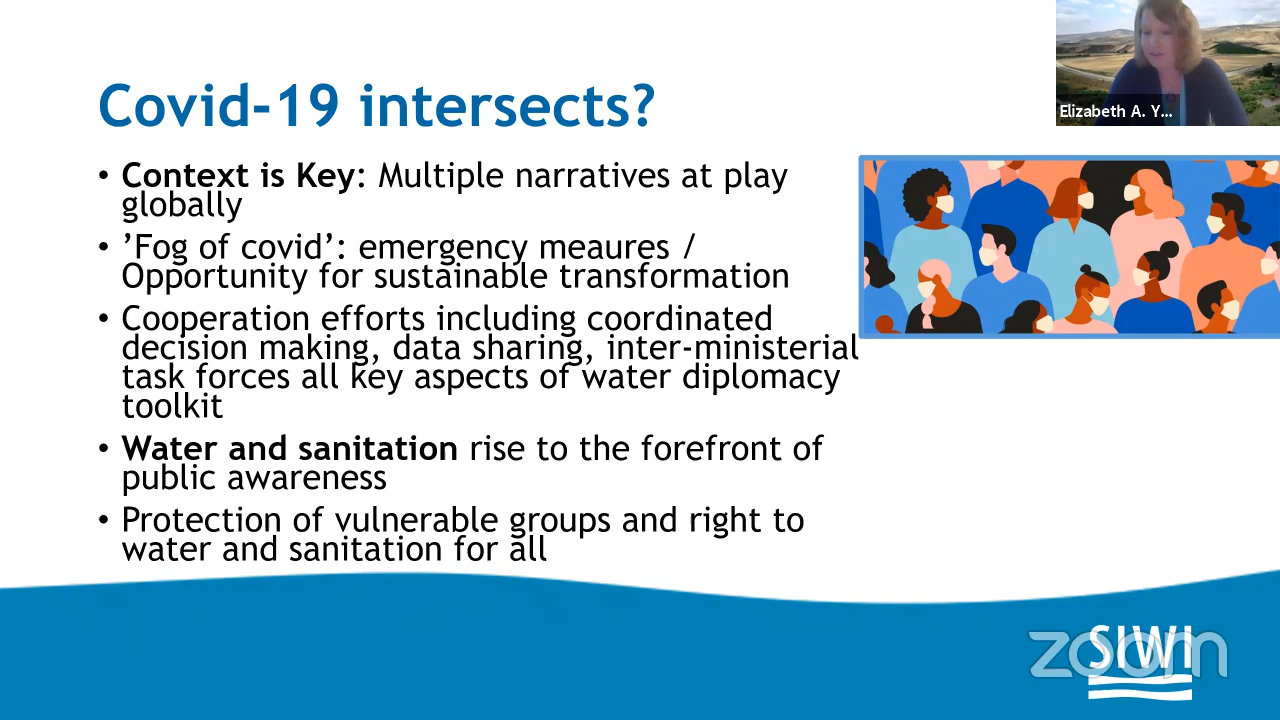 Covid-19 intersects?
Elizabeth A. Y...
• Context is Key: Multiple narratives at play
globally
• ’Fog of covid’: emergency meaures /
Opportunity for sustainable transformation
• Cooperation efforts including coordinated
decision making, data sharing, inter-ministerial
task forces all key aspects of water diplomacy
toolkit
• Water and sanitation rise to the forefront of
public awareness
• Protection of vulnerable groups and right to
water and sanitation for all
SIWI
zoom